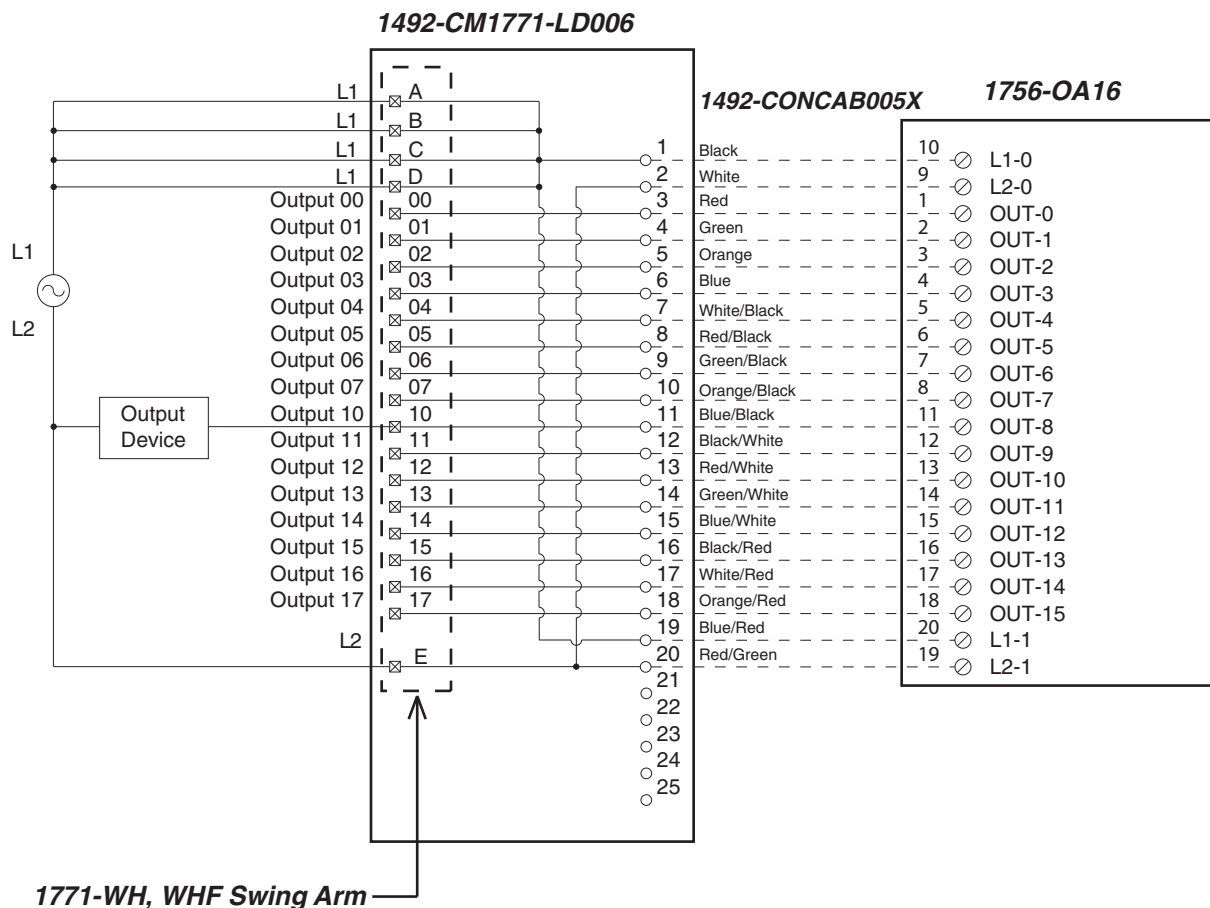 1492-CM1771-LD006
1492-CONCAB005X
1756-OA16
L1 A
L1 B
L1 C 1 Black 10 L1-0
L1 D 2 White 9 L2-0
Output 00 00 3 Red 1 OUT-0
Output 01 01 4 Green 2 OUT-1
Output 02 02 5 Orange 3 OUT-2
Output 03 03 6 Blue 4 OUT-3
Output 04 04 7 White/Black 5 OUT-4
Output 05 05 8 Red/Black 6 OUT-5
Output 06 06 9 Green/Black 7 OUT-6
Output 07 07 10 Orange/Black 8 OUT-7
Output 10 10 11 Blue/Black 11 OUT-8
Output 11 11 12 Black/White 12 OUT-9
Output 12 12 13 Red/White 13 OUT-10
Output 13 13 14 Green/White 14 OUT-11
Output 14 14 15 Blue/White 15 OUT-12
Output 15 15 16 Black/Red 16 OUT-13
Output 16 16 17 White/Red 17 OUT-14
Output 17 17 18 Orange/Red 18 OUT-15
19 Blue/Red 20 L1-1
L2 E 20 Red/Green 19 L2-1
21
22
23
24
25
L1
L2
Output
Device
1771-WH, WHF Swing Arm